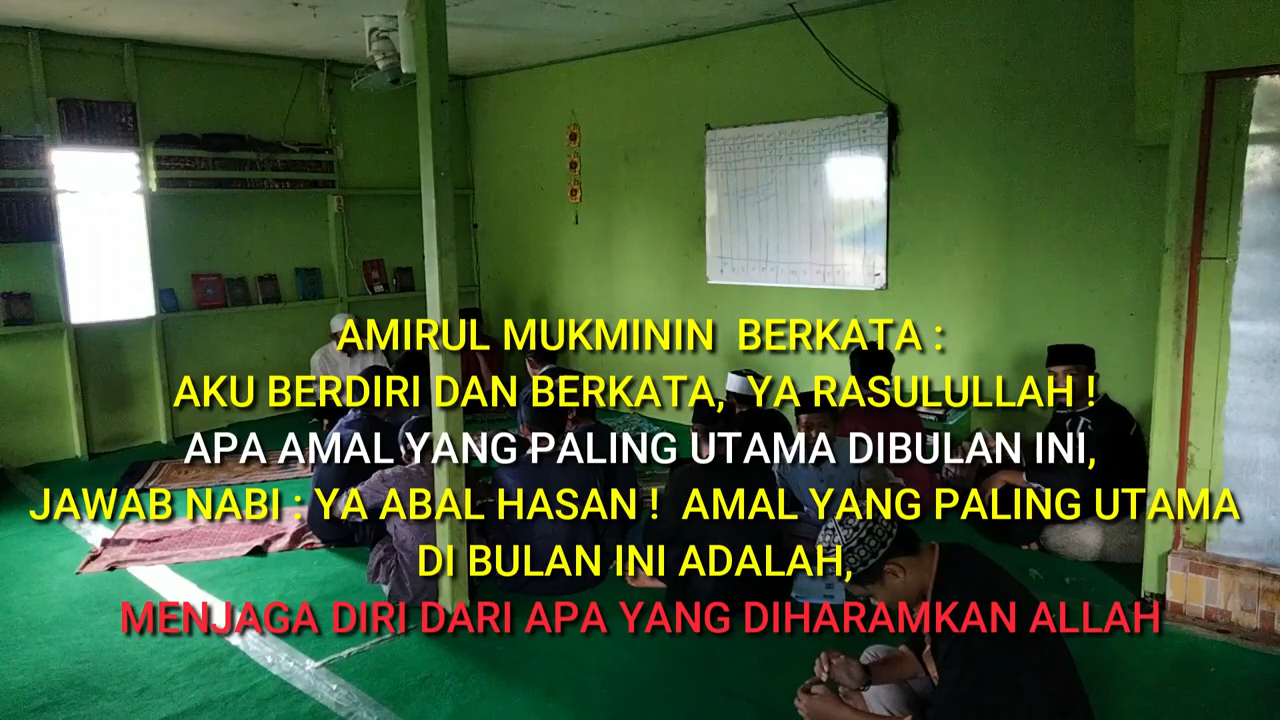 AMIRUL MUKMININ BERKATA :
AKU BERDIRI DAN BERKATA, YA RASULULLAH !
APA AMAL YANG PALING UTAMA DIBULAN INI,
JAWAB NABI : YA ABAL HASAN ! AMAL YANG PALING UTAMA
DI BULAN INI ADALAH,
MENJAGA DIRI DARI APA YANG DIHARAMKAN ALLAH